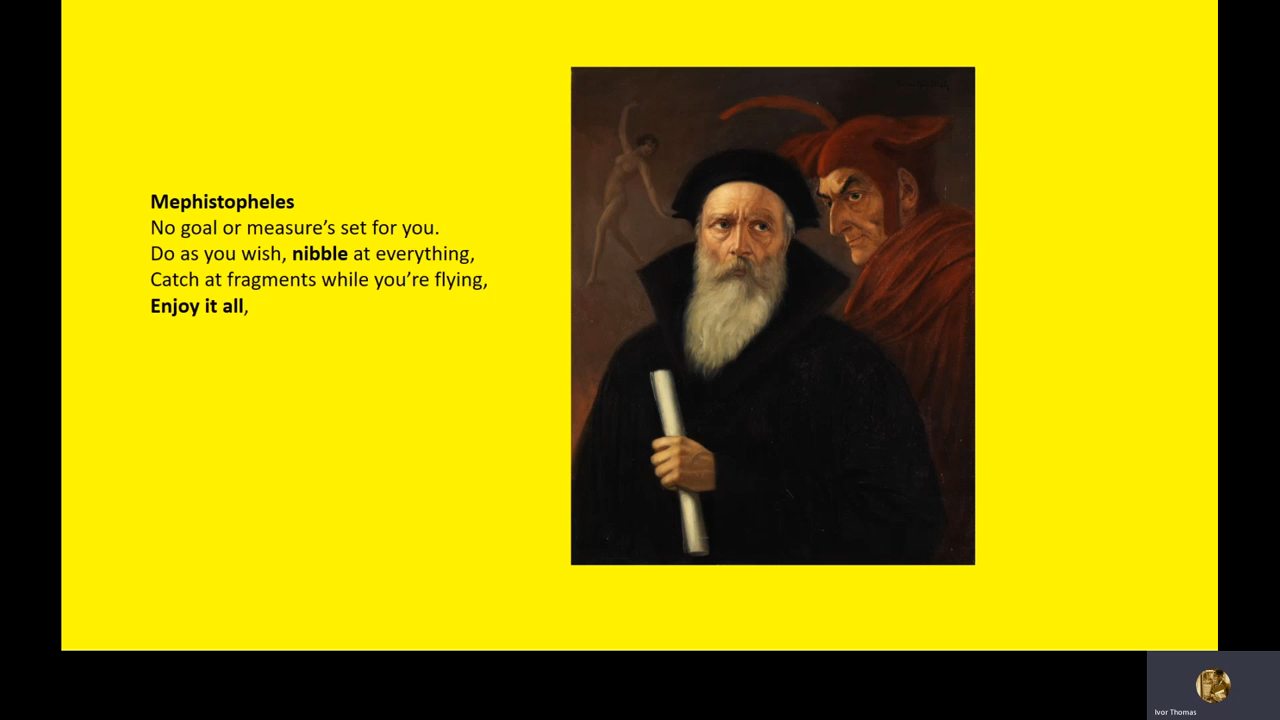 Mephistopheles
No goal or measure’s set for you.
Do as you wish, nibble at everything,
Catch at fragments while you’re flying,
Enjoy it all,
Ivor Thomas